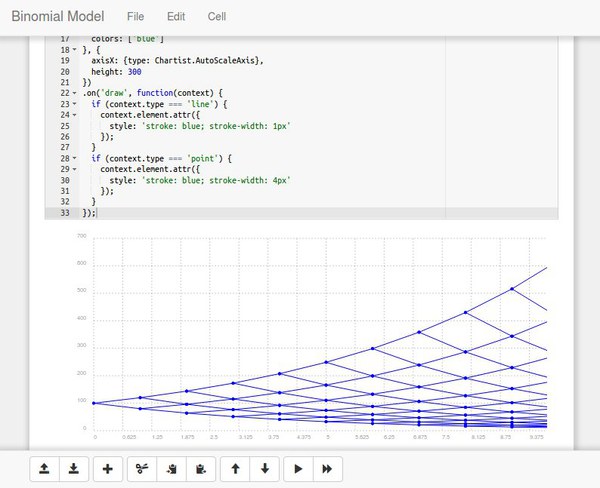 Binomial Model File Edit Cell
17 colors: ['blue']
18 }, {
19 axisX: {type: Chartist.AutoScaleAxis},
20 height: 300
21 })
22 .on('draw', function(context) {
23 if (context.type === 'line') {
24 context.element.attr({
25 style: 'stroke: blue; stroke-width: 1px'
26 });
27 }
28 if (context.type === 'point') {
29 context.element.attr({
30 style: 'stroke: blue; stroke-width: 4px'
31 });
32 }
33 });
700
600
500
400
300
200
100
0
0 0.625 1.25 1.875 2.5 3.125 3.75 4.375 5 5.625 6.25 6.875 7.5 8.125 8.75 9.375